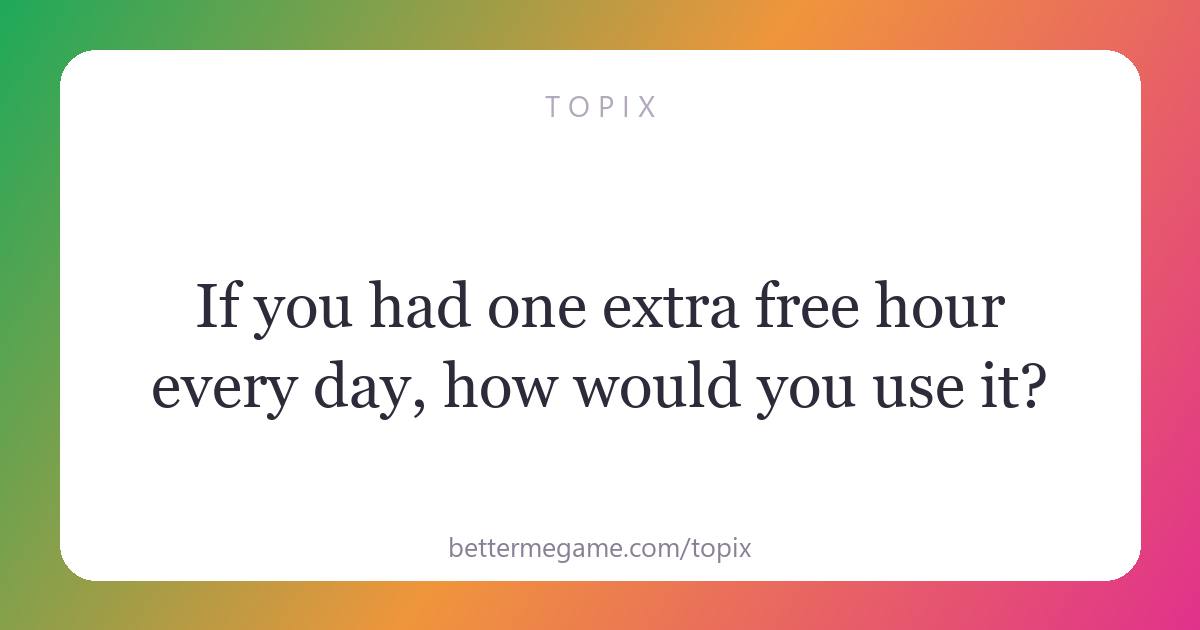 TOPIX
If you had one extra free hour
every day, how would you use it?
bettermegame.com/topix